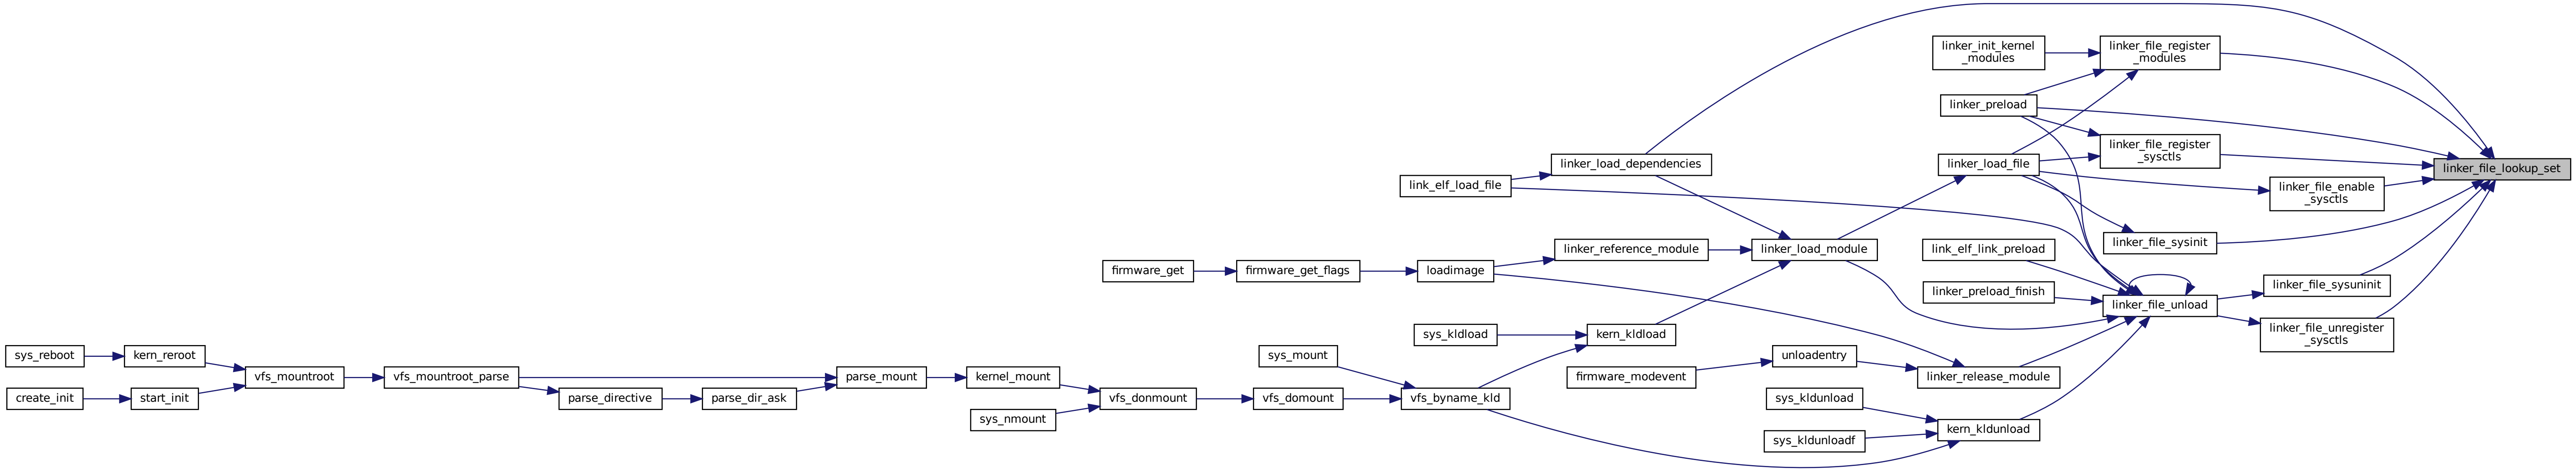 linker_init_kernel
_modules
linker_file_register
_modules
linker_preload
linker_file_register
_sysctls
linker_load_dependencies
linker_load_file
linker_file_lookup_set
link_elf_load_file
linker_file_enable
_sysctls
linker_file_sysinit
linker_reference_module
linker_load_module
link_elf_link_preload
firmware_get
firmware_get_flags
loadimage
linker_file_sysuninit
linker_preload_finish
linker_file_unload
sys_kldload
kern_kldload
linker_file_unregister
_sysctls
sys_reboot
kern_reroot
sys_mount
unloadentry
vfs_mountroot
vfs_mountroot_parse
parse_mount
kernel_mount
firmware_modevent
linker_release_module
create_init
start_init
parse_directive
parse_dir_ask
vfs_donmount
vfs_domount
vfs_byname_kld
sys_kldunload
sys_nmount
kern_kldunload
sys_kldunloadf